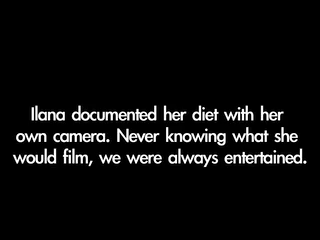 Ilana documented her diet with her
own camera. Never knowing what she
would film, we were always entertained.